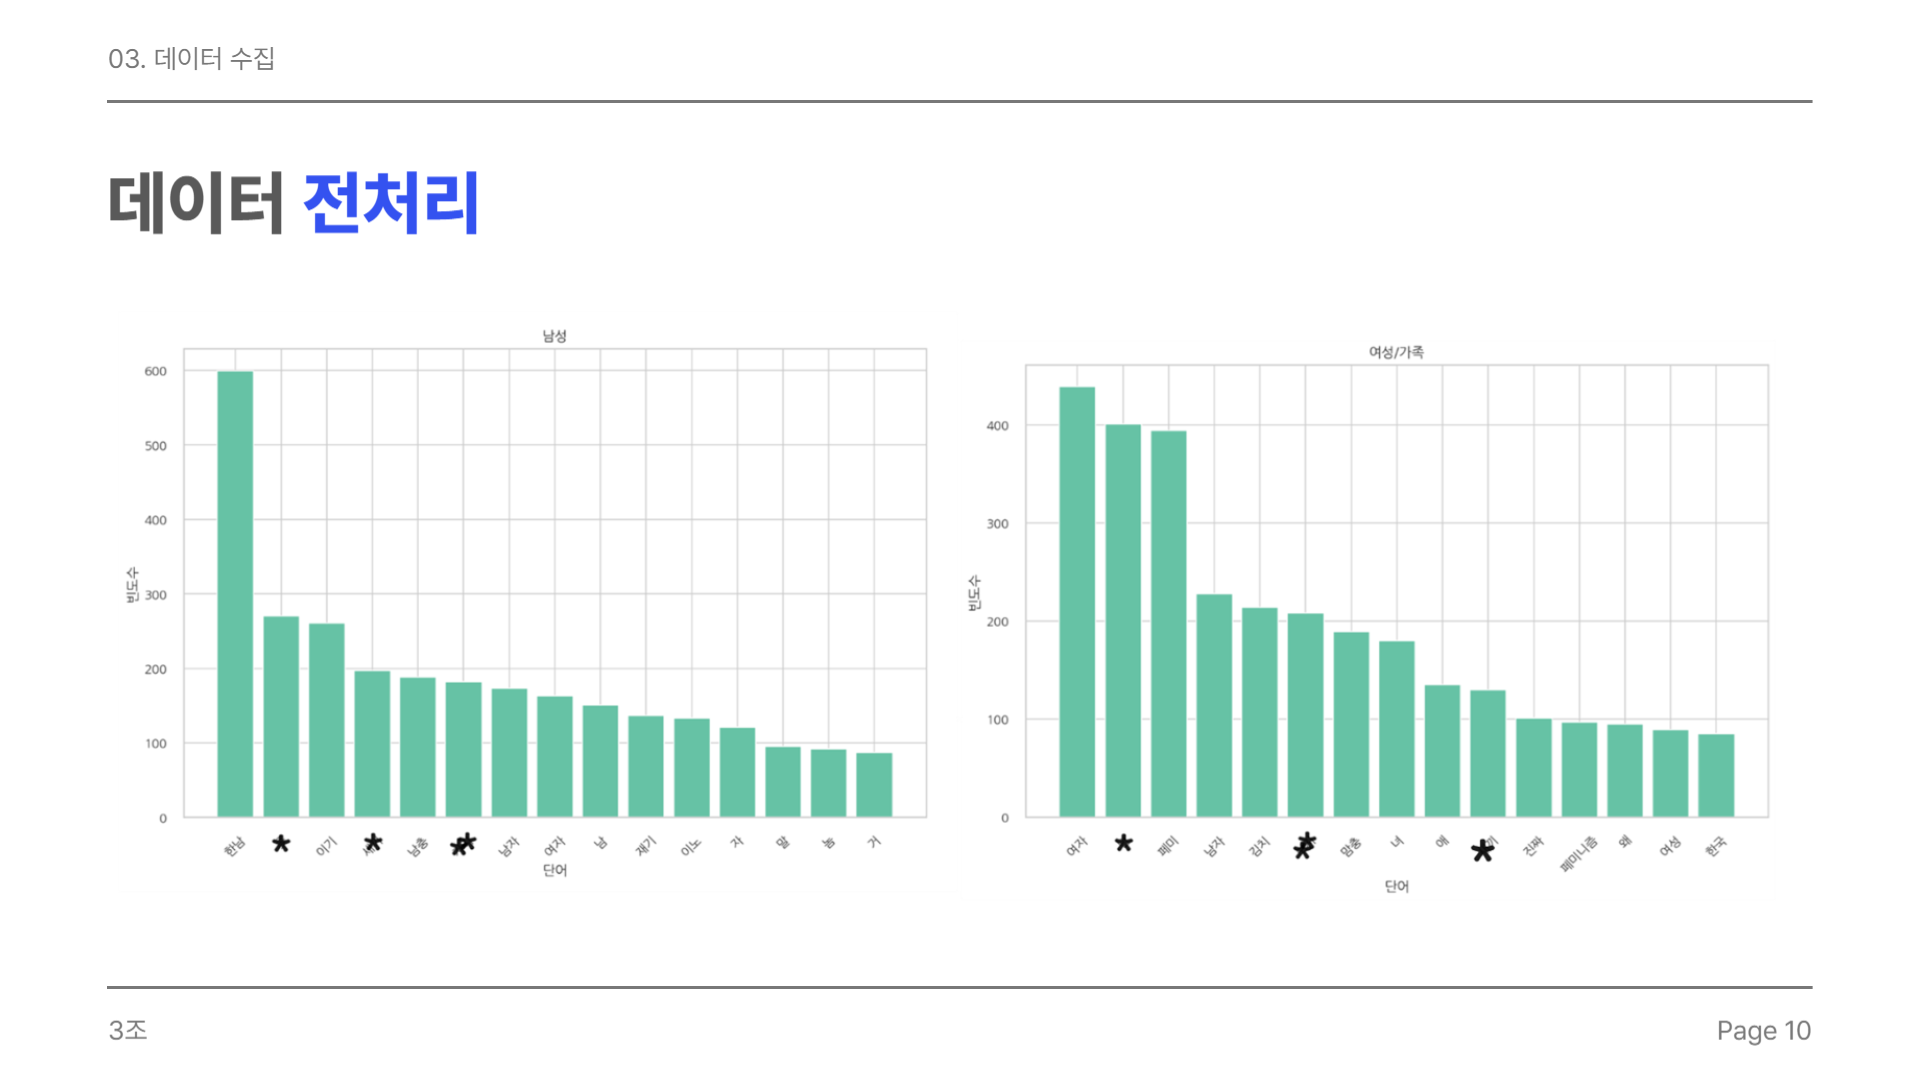 03. 데이터 수집
데이터 전처리
남성
600
500
400
300
200
100
0
빈도수
한남 * 이기 * 남충 ** 남자 여자 남 재기 이노 자 말 놈 거
단어
여성/가족
400
300
200
100
0
빈도수
여자 * 페미 남자 김치 ** 맘충 녀 애 * 진짜 페미니즘 왜 여성 한국
단어
3조
Page 10